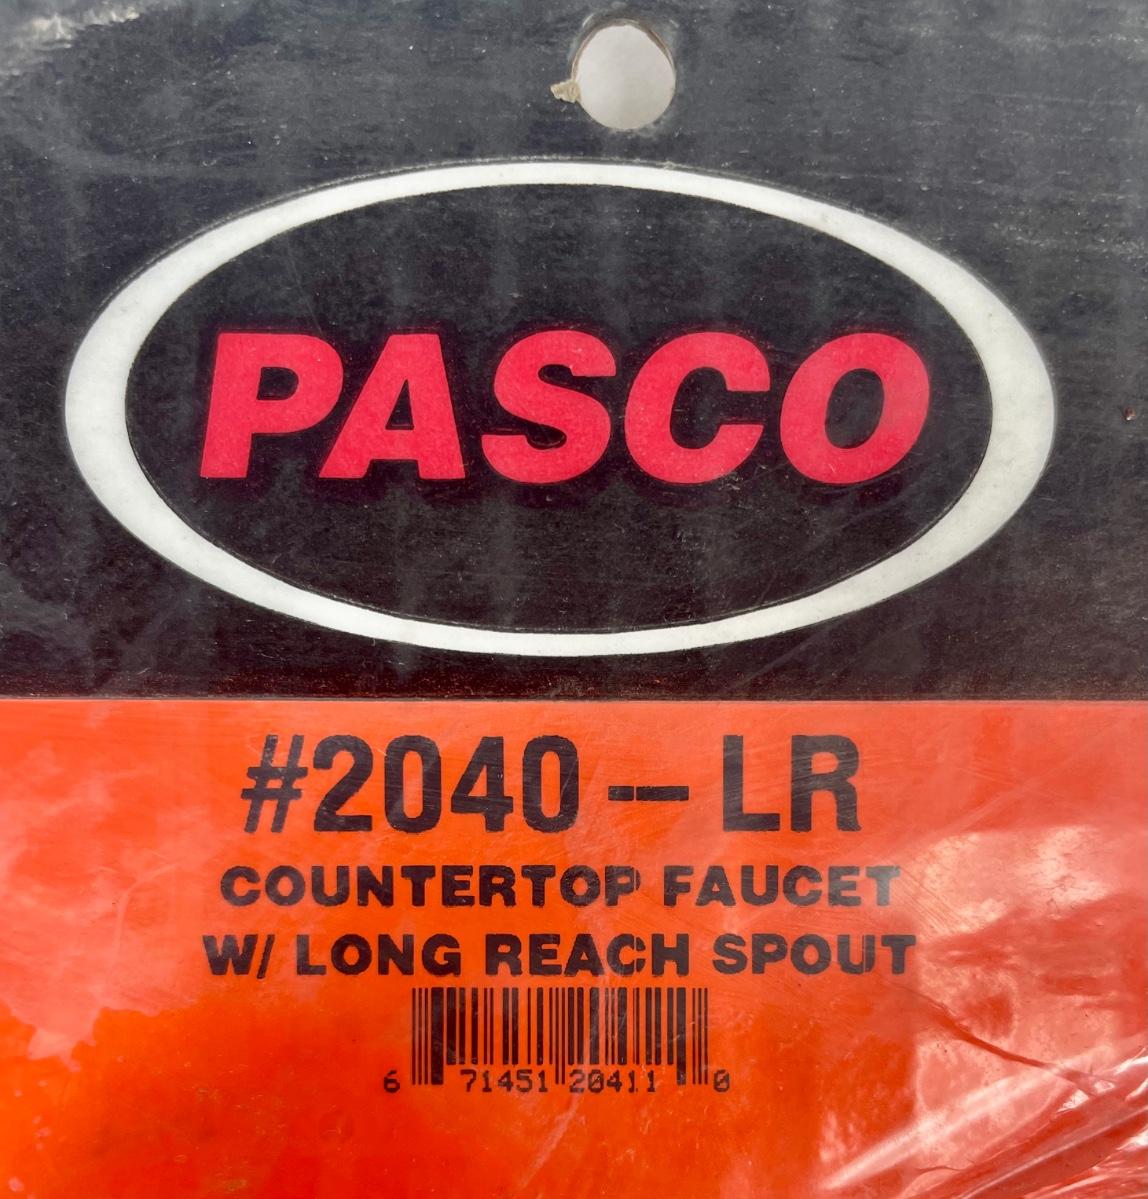 PASCO
#2040 — LR
COUNTERTOP FAUCET
W/ LONG REACH SPOUT
6 71451 20411 0